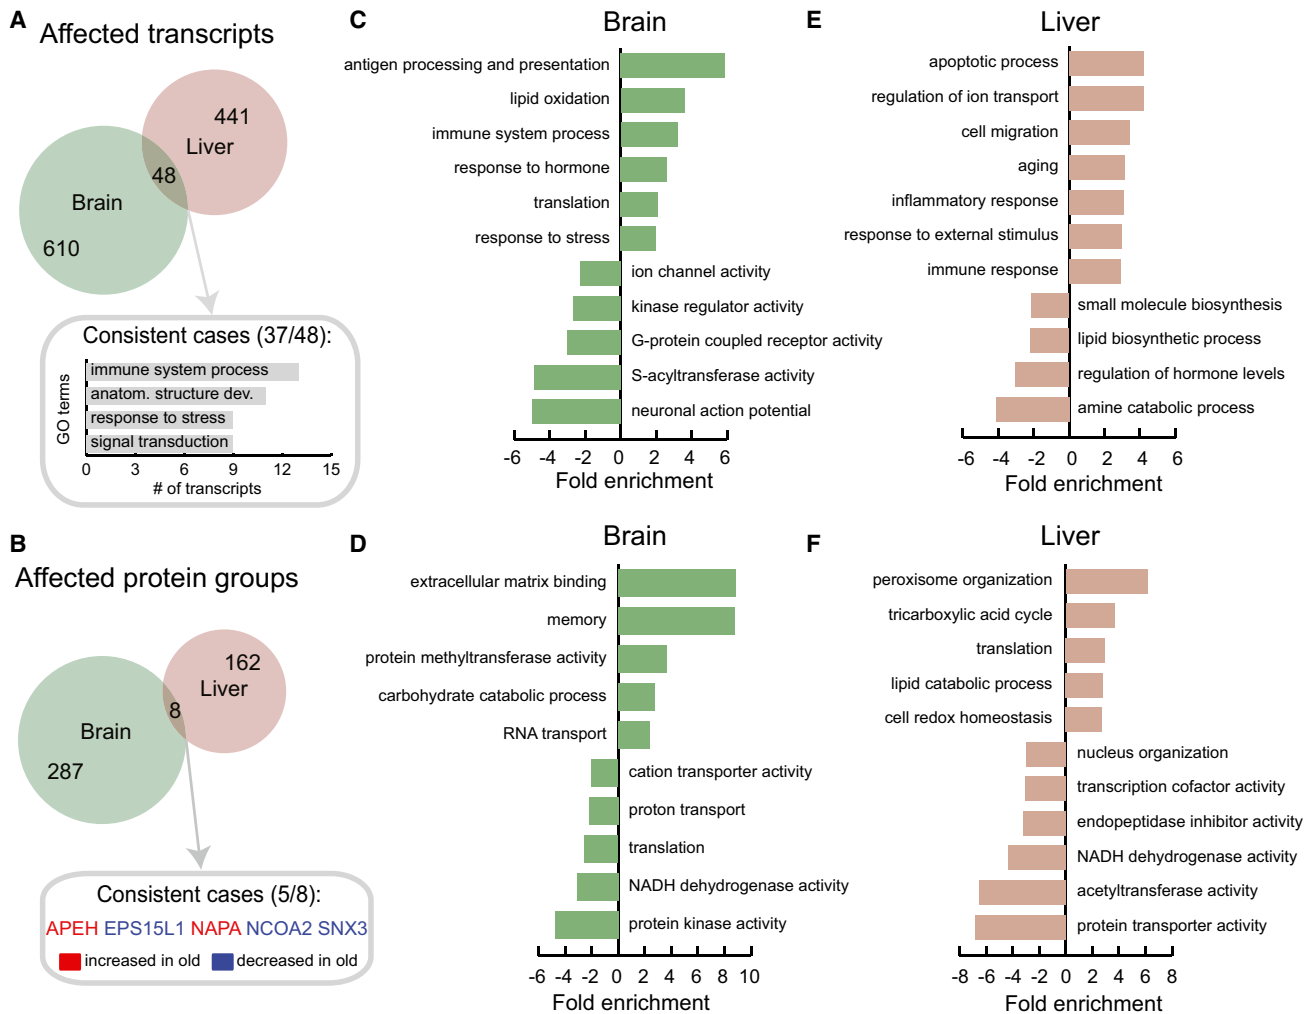 A
Affected transcripts
441
Liver
48
Brain
610
Consistent cases (37/48):
GO terms
immune system process
anatom. structure dev.
response to stress
signal transduction
0 3 6 9 12 15
# of transcripts
B
Affected protein groups
162
Liver
8
Brain
287
Consistent cases (5/8):
APEH EPS15L1 NAPA NCOA2 SNX3
increased in old
decreased in old
C
Brain
antigen processing and presentation
lipid oxidation
immune system process
response to hormone
translation
response to stress
ion channel activity
kinase regulator activity
G-protein coupled receptor activity
S-acyltransferase activity
neuronal action potential
-6 -4 -2 0 2 4 6
Fold enrichment
D
Brain
extracellular matrix binding
memory
protein methyltransferase activity
carbohydrate catabolic process
RNA transport
cation transporter activity
proton transport
translation
NADH dehydrogenase activity
protein kinase activity
-6 -4 -2 0 2 4 6 8 10
Fold enrichment
E
Liver
apoptotic process
regulation of ion transport
cell migration
aging
inflammatory response
response to external stimulus
immune response
small molecule biosynthesis
lipid biosynthetic process
regulation of hormone levels
amine catabolic process
-6 -4 -2 0 2 4 6
Fold enrichment
F
Liver
peroxisome organization
tricarboxylic acid cycle
translation
lipid catabolic process
cell redox homeostasis
nucleus organization
transcription cofactor activity
endopeptidase inhibitor activity
NADH dehydrogenase activity
acetyltransferase activity
protein transporter activity
-8 -6 -4 -2 0 2 4 6 8
Fold enrichment